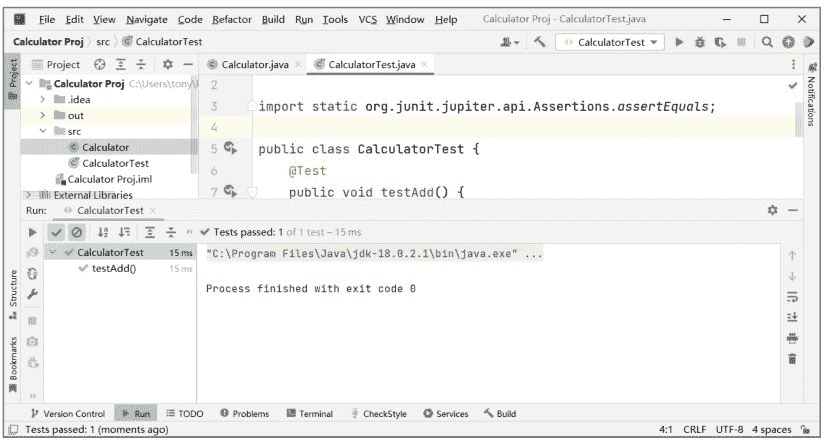 File Edit View Navigate Code Refactor Build Run Tools VCS Window Help Calculator Proj - CalculatorTest.java
Calculator Proj src CalculatorTest CalculatorTest
Project Project Calculator.java CalculatorTest.java
Calculator Proj C:\Users\tony\
.idea
out
src
Calculator
CalculatorTest
Calculator Proj.iml
External Libraries
2
3 import static org.junit.jupiter.api.Assertions.assertEquals;
4
5 public class CalculatorTest {
6 @Test
7 public void testAdd() {
Notifications
Run: CalculatorTest
Tests passed: 1 of 1 test – 15 ms
CalculatorTest 15 ms
testAdd() 15 ms
"C:\Program Files\Java\jdk-18.0.2.1\bin\java.exe" ...
Process finished with exit code 0
Structure
Bookmarks
Version Control Run TODO Problems Terminal CheckStyle Services Build
Tests passed: 1 (moments ago) 4:1 CRLF UTF-8 4 spaces